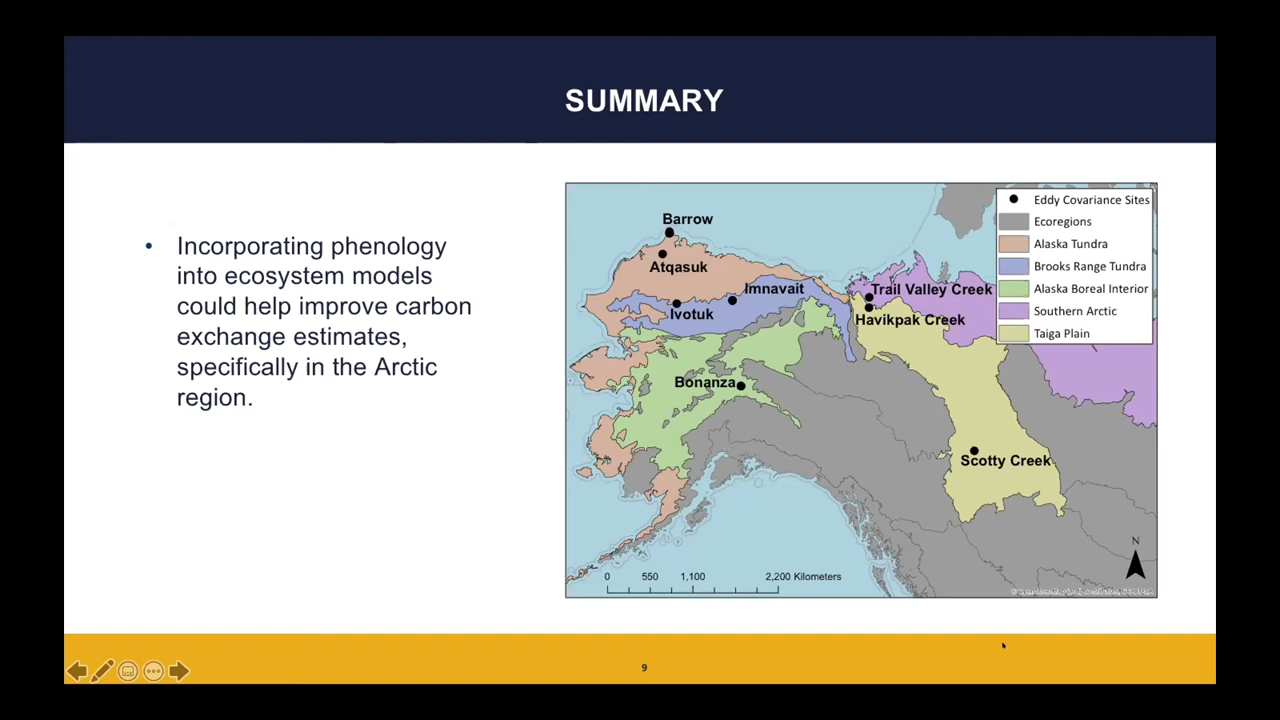 SUMMARY
• Incorporating phenology
into ecosystem models
could help improve carbon
exchange estimates,
specifically in the Arctic
region.
Barrow
Atqasuk
Imnavait
Ivotuk
Trail Valley Creek
Havikpak Creek
Bonanza
Scotty Creek
Eddy Covariance Sites
Ecoregions
Alaska Tundra
Brooks Range Tundra
Alaska Boreal Interior
Southern Arctic
Taiga Plain
N
0 550 1,100 2,200 Kilometers
9